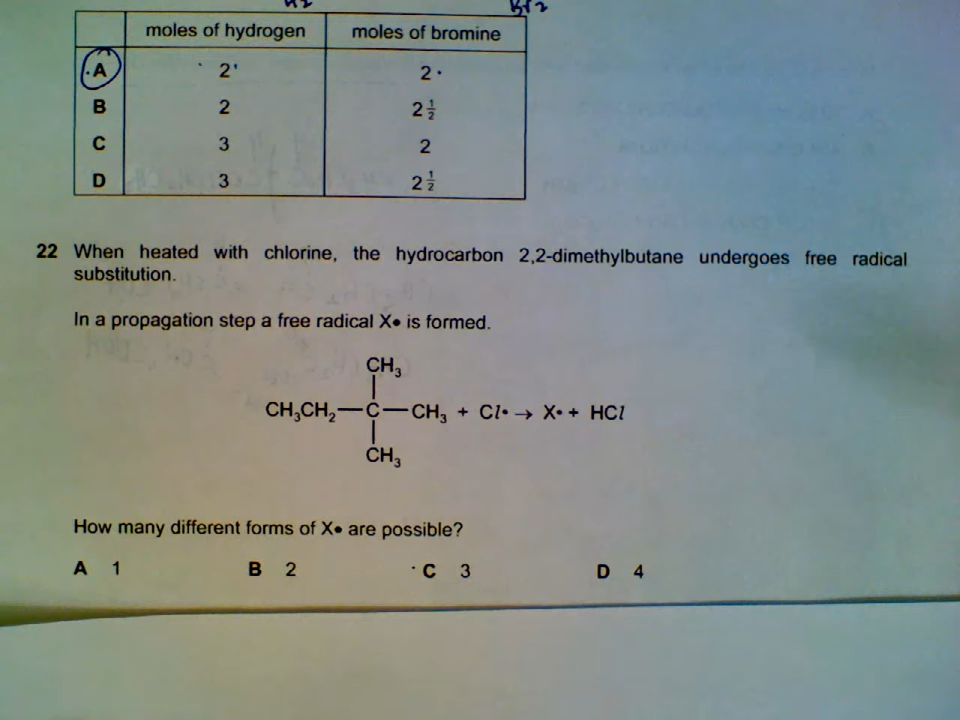 H2 Br2
moles of hydrogen moles of bromine
A 2 2
B 2 2½
C 3 2
D 3 2½
22 When heated with chlorine, the hydrocarbon 2,2-dimethylbutane undergoes free radical
substitution.
In a propagation step a free radical X• is formed.
CH₃
CH₃CH₂—C—CH₃ + Cl• → X• + HCl
CH₃
How many different forms of X• are possible?
A 1 B 2 C 3 D 4